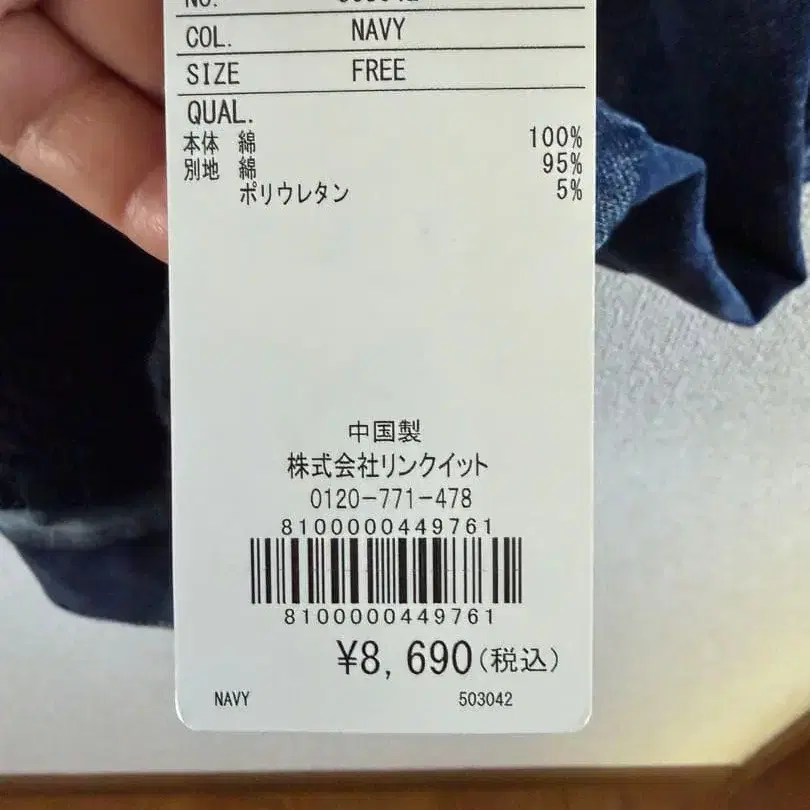 NO. 503042
COL. NAVY
SIZE FREE
QUAL.
本体 綿 100%
別地 綿 95%
ポリウレタン 5%
中国製
株式会社リンクイット
0120-771-478
8100000449761
8100000449761
¥8,690(税込)
NAVY 503042